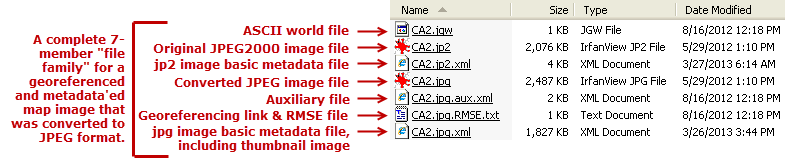 Name Size Type Date Modified
A complete 7-
member "file
family" for a
georeferenced
and metadata'ed
map image that
was converted to
JPEG format.
ASCII world file CA2.jgw 1 KB JGW File 8/16/2012 12:18 PM
Original JPEG2000 image file CA2.jp2 2,076 KB IrfanView JP2 File 5/29/2012 1:10 PM
jp2 image basic metadata file CA2.jp2.xml 4 KB XML Document 3/27/2013 6:14 AM
Converted JPEG image file CA2.jpg 2,487 KB IrfanView JPG File 5/29/2012 1:10 PM
Auxiliary file CA2.jpg.aux.xml 2 KB XML Document 8/16/2012 12:18 PM
Georeferencing link & RMSE file CA2.jpg.RMSE.txt 1 KB Text Document 8/16/2012 12:18 PM
jpg image basic metadata file, CA2.jpg.xml 1,827 KB XML Document 3/26/2013 3:44 PM
including thumbnail image